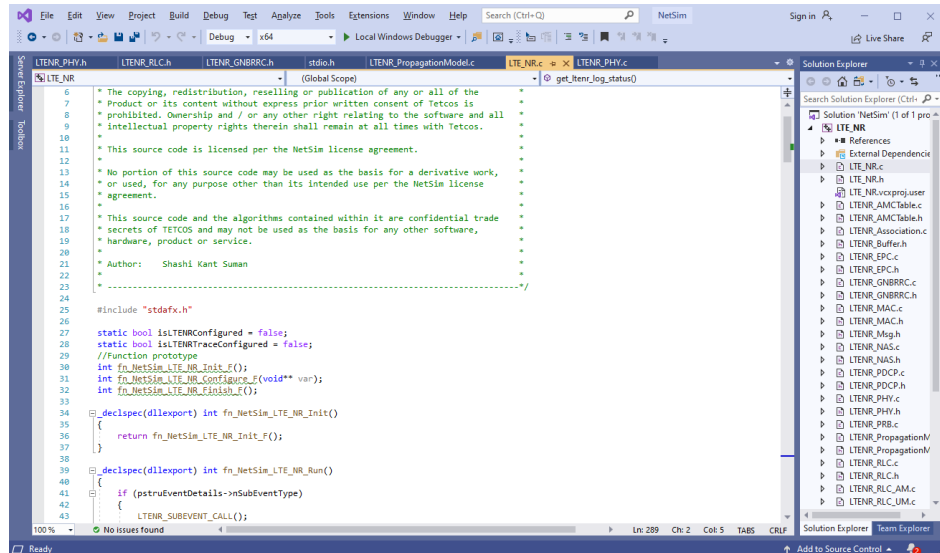 File Edit View Project Build Debug Test Analyze Tools Extensions Window Help Search (Ctrl+Q) NetSim Sign in
Debug x64 Local Windows Debugger Live Share
LTENR_PHY.h LTENR_RLC.h LTENR_GNBRRC.h stdio.h LTENR_PropagationModel.c LTE_NR.c LTENR_PHY.c
LTE_NR (Global Scope) get_ltenr_log_status()
Server Explorer
Toolbox
6 * The copying, redistribution, reselling or publication of any or all of the *
7 * Product or its content without express prior written consent of Tetcos is *
8 * prohibited. Ownership and / or any other right relating to the software and all *
9 * intellectual property rights therein shall remain at all times with Tetcos. *
10 * *
11 * This source code is licensed per the NetSim license agreement. *
12 * *
13 * No portion of this source code may be used as the basis for a derivative work, *
14 * or used, for any purpose other than its intended use per the NetSim license *
15 * agreement. *
16 * *
17 * This source code and the algorithms contained within it are confidential trade *
18 * secrets of TETCOS and may not be used as the basis for any other software, *
19 * hardware, product or service. *
20 * *
21 * Author: Shashi Kant Suman *
22 * *
23 * ---------------------------------------------------------------------------------*/
24
25 #include "stdafx.h"
26
27 static bool isLTENRConfigured = false;
28 static bool isLTENRTraceConfigured = false;
29 //Function prototype
30 int fn_NetSim_LTE_NR_Init_F();
31 int fn_NetSim_LTE_NR_Configure_F(void** var);
32 int fn_NetSim_LTE_NR_Finish_F();
33
34 _declspec(dllexport) int fn_NetSim_LTE_NR_Init()
35 {
36 return fn_NetSim_LTE_NR_Init_F();
37 }
38
39 _declspec(dllexport) int fn_NetSim_LTE_NR_Run()
40 {
41 if (pstruEventDetails->nSubEventType)
42 {
43 LTENR_SUBEVENT_CALL();
100 % No issues found Ln: 289 Ch: 2 Col: 5 TABS CRLF
Solution Explorer
Search Solution Explorer (Ctrl+
Solution 'NetSim' (1 of 1 pro
LTE_NR
References
External Dependencie
LTE_NR.c
LTE_NR.h
LTE_NR.vcxproj.user
LTENR_AMCTable.c
LTENR_AMCTable.h
LTENR_Association.c
LTENR_Buffer.h
LTENR_EPC.c
LTENR_EPC.h
LTENR_GNBRRC.c
LTENR_GNBRRC.h
LTENR_MAC.c
LTENR_MAC.h
LTENR_Msg.h
LTENR_NAS.c
LTENR_NAS.h
LTENR_PDCP.c
LTENR_PDCP.h
LTENR_PHY.c
LTENR_PHY.h
LTENR_PRB.c
LTENR_PropagationM
LTENR_PropagationM
LTENR_RLC.c
LTENR_RLC.h
LTENR_RLC_AM.c
LTENR_RLC_UM.c
Solution Explorer Team Explorer
Ready Add to Source Control 2